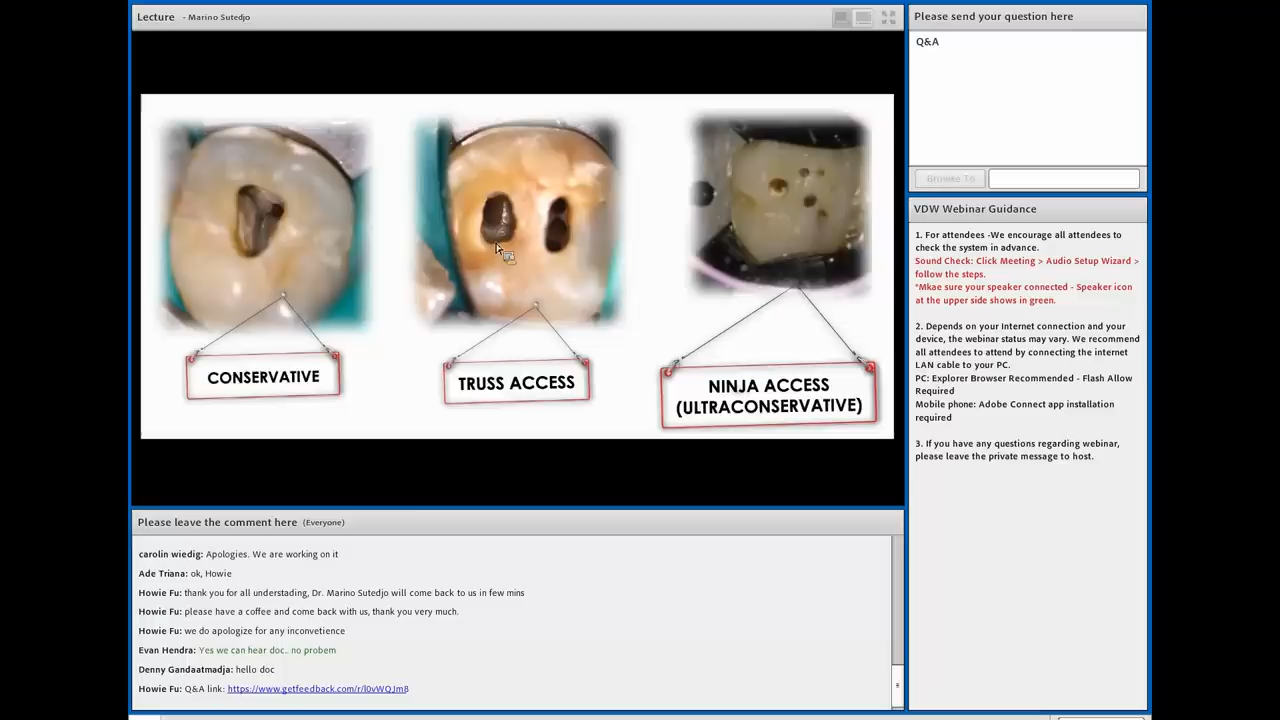 Lecture - Marino Sutedjo
CONSERVATIVE
TRUSS ACCESS
NINJA ACCESS
(ULTRACONSERVATIVE)
Please leave the comment here (Everyone)
carolin wiedig: Apologies. We are working on it
Ade Triana: ok, Howie
Howie Fu: thank you for all understading, Dr. Marino Sutedjo will come back to us in few mins
Howie Fu: please have a coffee and come back with us, thank you very much.
Howie Fu: we do apologize for any inconvetience
Evan Hendra: Yes we can hear doc.. no probem
Denny Gandaatmadja: hello doc
Howie Fu: Q&A link: https://www.getfeedback.com/r/l0vWQJm8
Please send your question here
Q&A
Browse To
VDW Webinar Guidance
1. For attendees -We encourage all attendees to
check the system in advance.
Sound Check: Click Meeting > Audio Setup Wizard >
follow the steps.
*Mkae sure your speaker connected - Speaker icon
at the upper side shows in green.
2. Depends on your Internet connection and your
device, the webinar status may vary. We recommend
all attendees to attend by connecting the internet
LAN cable to your PC.
PC: Explorer Browser Recommended - Flash Allow
Required
Mobile phone: Adobe Connect app installation
required
3. If you have any questions regarding webinar,
please leave the private message to host.